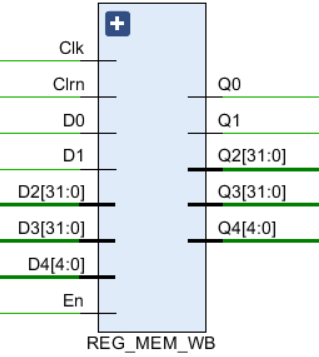 Clk
Clrn
D0
D1
D2[31:0]
D3[31:0]
D4[4:0]
En
Q0
Q1
Q2[31:0]
Q3[31:0]
Q4[4:0]
REG_MEM_WB